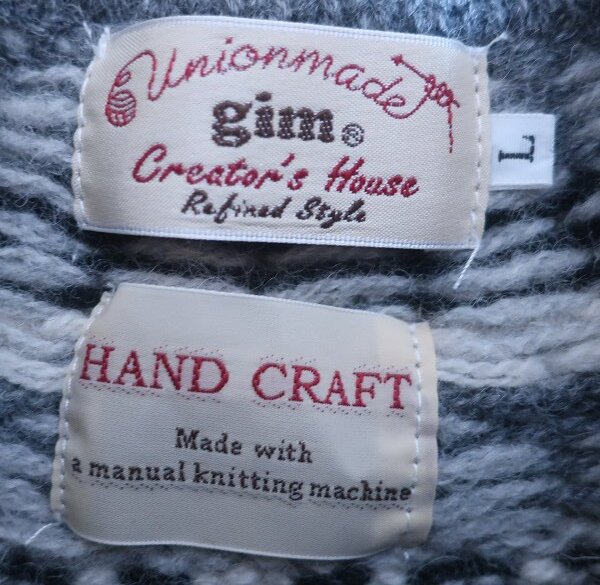 Unionmade
gim®
Creator's House
Refined Style
L
HAND CRAFT
Made with
a manual knitting machine